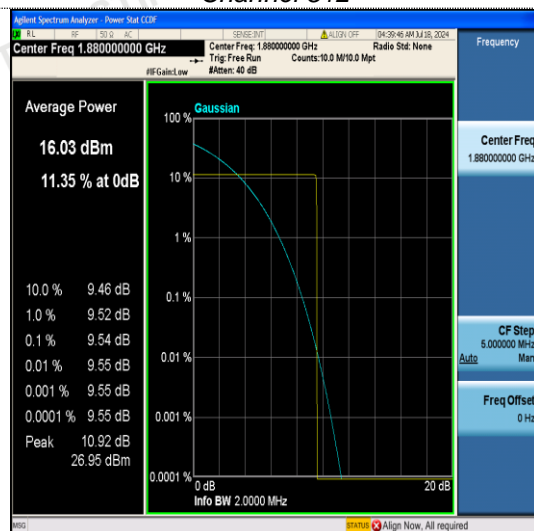 Agilent Spectrum Analyzer - Power Stat CCDF
RL RF 50 Ω AC SENSE:INT ALIGN OFF 04:39:46 AM Jul 18, 2024
Center Freq 1.880000000 GHz
Center Freq: 1.880000000 GHz Radio Std: None
Trig: Free Run Counts:10.0 M/10.0 Mpt
#IFGain:Low #Atten: 40 dB
Frequency
Average Power
16.03 dBm
11.35 % at 0dB
10.0 % 9.46 dB
1.0 % 9.52 dB
0.1 % 9.54 dB
0.01 % 9.55 dB
0.001 % 9.55 dB
0.0001 % 9.55 dB
Peak 10.92 dB
26.95 dBm
Gaussian
100 %
10 %
1 %
0.1 %
0.01 %
0.001 %
0.0001 %
0 dB 20 dB
Info BW 2.0000 MHz
Center Freq
1.880000000 GHz
CF Step
5.000000 MHz
Auto Man
Freq Offset
0 Hz
MSG STATUS Align Now, All required